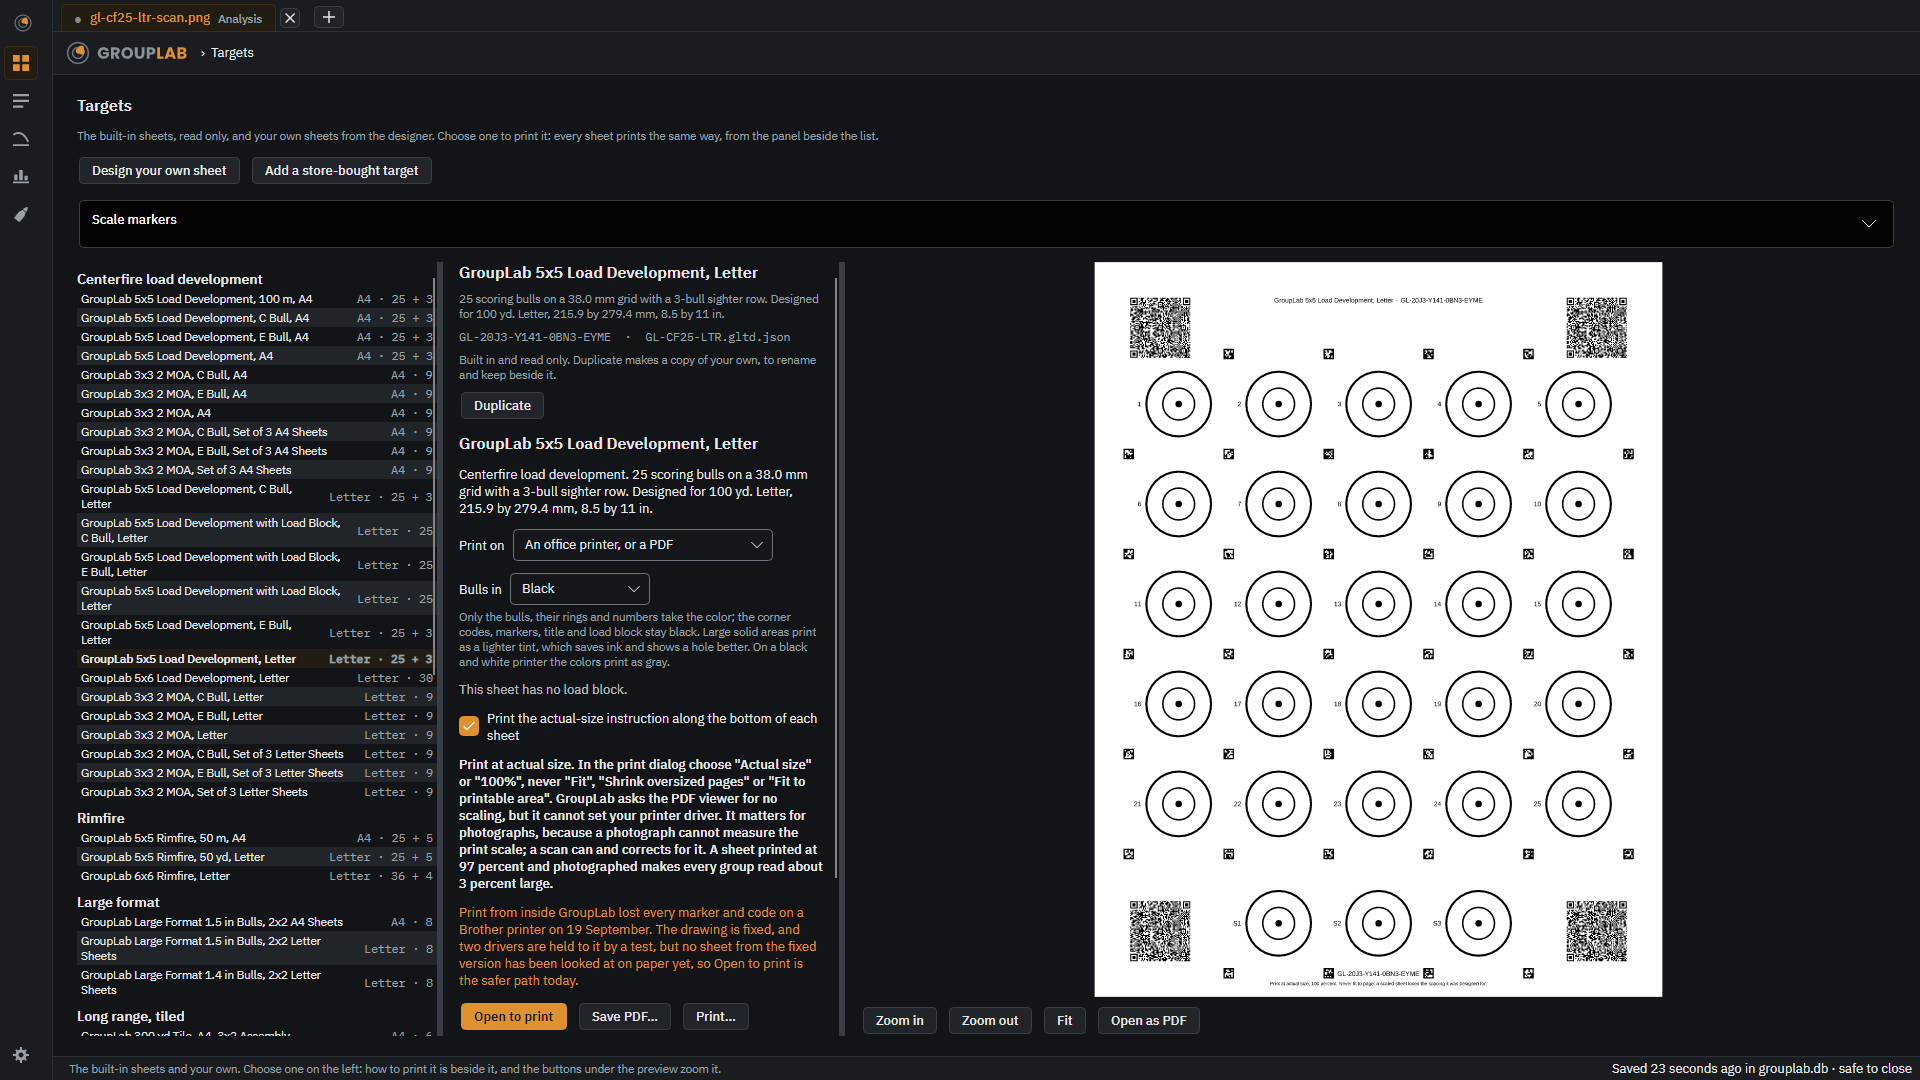 gl-cf25-ltr-scan.png Analysis
GROUPLAB › Targets
Targets
The built-in sheets, read only, and your own sheets from the designer. Choose one to print it: every sheet prints the same way, from the panel beside the list.
Design your own sheet
Add a store-bought target
Scale markers
Centerfire load development
GroupLab 5x5 Load Development, 100 m, A4 A4 · 25 + 3
GroupLab 5x5 Load Development, C Bull, A4 A4 · 25 + 3
GroupLab 5x5 Load Development, E Bull, A4 A4 · 25 + 3
GroupLab 5x5 Load Development, A4 A4 · 25 + 3
GroupLab 3x3 2 MOA, C Bull, A4 A4 · 9
GroupLab 3x3 2 MOA, E Bull, A4 A4 · 9
GroupLab 3x3 2 MOA, A4 A4 · 9
GroupLab 3x3 2 MOA, C Bull, Set of 3 A4 Sheets A4 · 9
GroupLab 3x3 2 MOA, E Bull, Set of 3 A4 Sheets A4 · 9
GroupLab 3x3 2 MOA, Set of 3 A4 Sheets A4 · 9
GroupLab 5x5 Load Development, C Bull,
Letter Letter · 25 + 3
GroupLab 5x5 Load Development with Load Block,
C Bull, Letter Letter · 25
GroupLab 5x5 Load Development with Load Block,
E Bull, Letter Letter · 25
GroupLab 5x5 Load Development with Load Block,
Letter Letter · 25
GroupLab 5x5 Load Development, E Bull,
Letter Letter · 25 + 3
GroupLab 5x5 Load Development, Letter Letter · 25 + 3
GroupLab 5x6 Load Development, Letter Letter · 30
GroupLab 3x3 2 MOA, C Bull, Letter Letter · 9
GroupLab 3x3 2 MOA, E Bull, Letter Letter · 9
GroupLab 3x3 2 MOA, Letter Letter · 9
GroupLab 3x3 2 MOA, C Bull, Set of 3 Letter Sheets Letter · 9
GroupLab 3x3 2 MOA, E Bull, Set of 3 Letter Sheets Letter · 9
GroupLab 3x3 2 MOA, Set of 3 Letter Sheets Letter · 9
Rimfire
GroupLab 5x5 Rimfire, 50 m, A4 A4 · 25 + 5
GroupLab 5x5 Rimfire, 50 yd, Letter Letter · 25 + 5
GroupLab 6x6 Rimfire, Letter Letter · 36 + 4
Large format
GroupLab Large Format 1.5 in Bulls, 2x2 A4 Sheets A4 · 8
GroupLab Large Format 1.5 in Bulls, 2x2 Letter
Sheets Letter · 8
GroupLab Large Format 1.4 in Bulls, 2x2 Letter
Sheets Letter · 8
Long range, tiled
GroupLab 300 yd Tile, A4, 3x2 Assembly A4 · 6
GroupLab 5x5 Load Development, Letter
25 scoring bulls on a 38.0 mm grid with a 3-bull sighter row. Designed
for 100 yd. Letter, 215.9 by 279.4 mm, 8.5 by 11 in.
GL-20J3-Y141-0BN3-EYME · GL-CF25-LTR.gltd.json
Built in and read only. Duplicate makes a copy of your own, to rename
and keep beside it.
Duplicate
GroupLab 5x5 Load Development, Letter
Centerfire load development. 25 scoring bulls on a 38.0 mm
grid with a 3-bull sighter row. Designed for 100 yd. Letter,
215.9 by 279.4 mm, 8.5 by 11 in.
Print on An office printer, or a PDF
Bulls in Black
Only the bulls, their rings and numbers take the color; the corner
codes, markers, title and load block stay black. Large solid areas print
as a lighter tint, which saves ink and shows a hole better. On a black
and white printer the colors print as gray.
This sheet has no load block.
Print the actual-size instruction along the bottom of each
sheet
Print at actual size. In the print dialog choose "Actual size"
or "100%", never "Fit", "Shrink oversized pages" or "Fit to
printable area". GroupLab asks the PDF viewer for no
scaling, but it cannot set your printer driver. It matters for
photographs, because a photograph cannot measure the
print scale; a scan can and corrects for it. A sheet printed at
97 percent and photographed makes every group read about
3 percent large.
Print from inside GroupLab lost every marker and code on a
Brother printer on 19 September. The drawing is fixed, and
two drivers are held to it by a test, but no sheet from the fixed
version has been looked at on paper yet, so Open to print is
the safer path today.
Open to print
Save PDF...
Print...
GroupLab 5x5 Load Development, Letter - GL-20J3-Y141-0BN3-EYME
1 2 3 4 5
6 7 8 9 10
11 12 13 14 15
16 17 18 19 20
21 22 23 24 25
S1 S2 S3
GL-20J3-Y141-0BN3-EYME
Print at actual size, 100 percent. Never fit to page: a scaled sheet loses the spacing it was designed for.
Zoom in
Zoom out
Fit
Open as PDF
The built-in sheets and your own. Choose one on the left: how to print it is beside it, and the buttons under the preview zoom it.
Saved 23 seconds ago in grouplab.db · safe to close